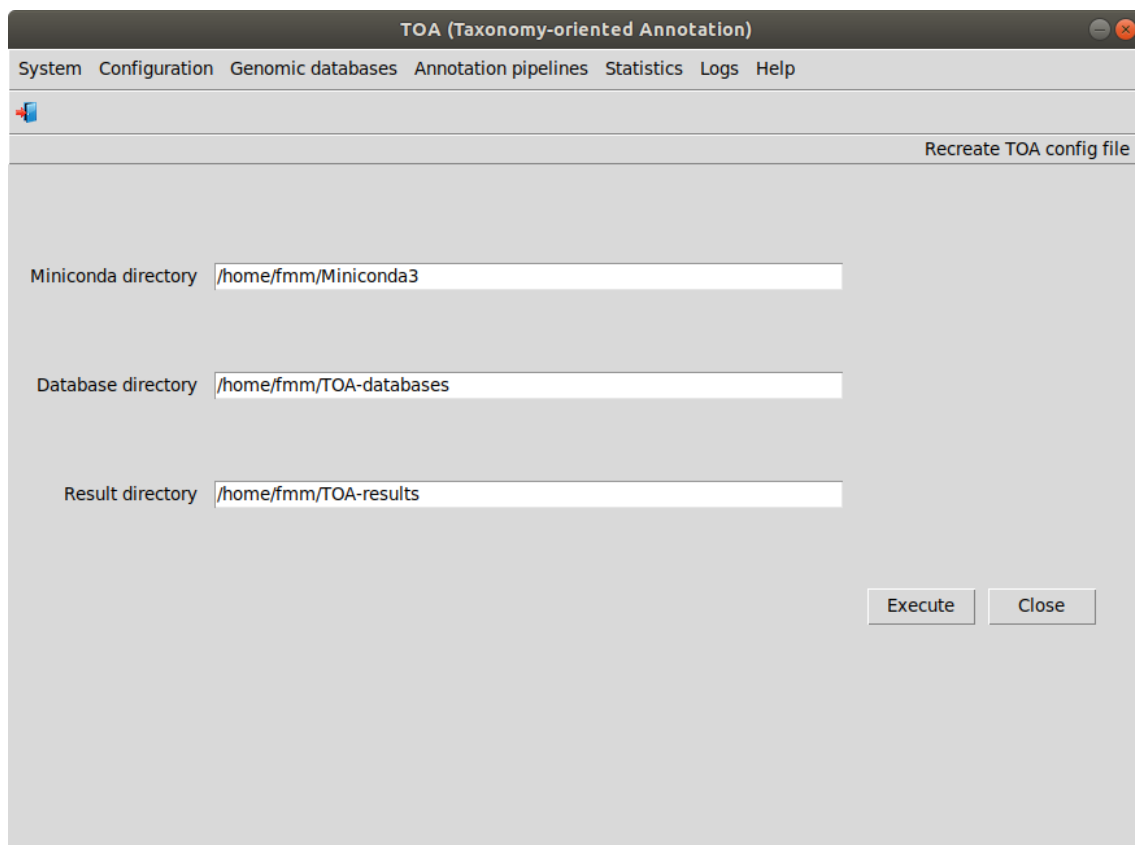 TOA (Taxonomy-oriented Annotation)
System Configuration Genomic databases Annotation pipelines Statistics Logs Help
Recreate TOA config file
Miniconda directory /home/fmm/Miniconda3
Database directory /home/fmm/TOA-databases
Result directory /home/fmm/TOA-results
Execute Close